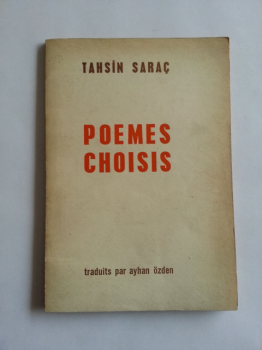 TAHSİN SARAÇ
POEMES
CHOISIS
traduits par ayhan özden